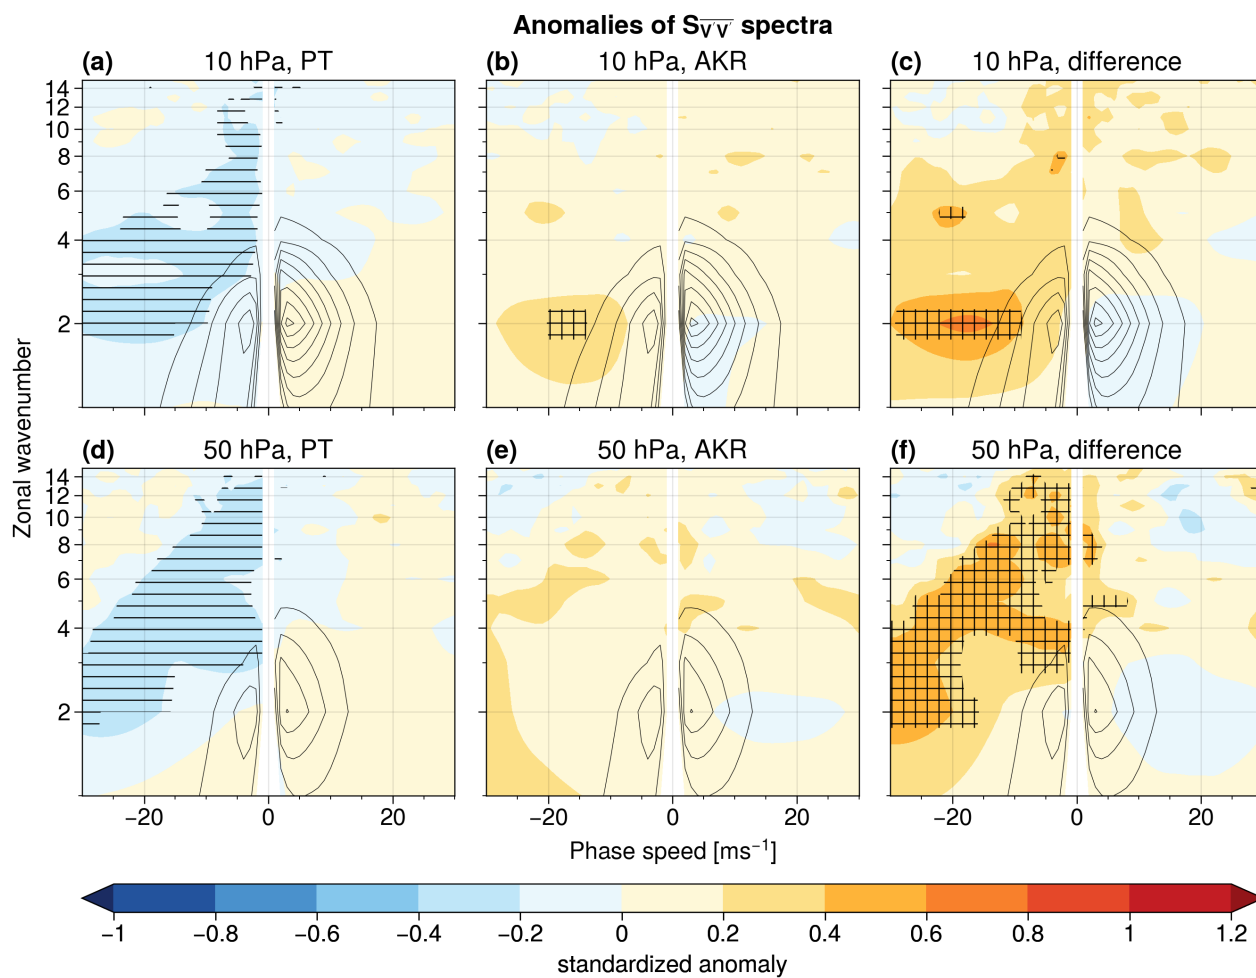 Anomalies of Sv'v' spectra
(a) 10 hPa, PT
(b) 10 hPa, AKR
(c) 10 hPa, difference
14
12
10
8
6
4
2
Zonal wavenumber
(d) 50 hPa, PT
(e) 50 hPa, AKR
(f) 50 hPa, difference
14
12
10
8
6
4
2
−20 0 20
−20 0 20
−20 0 20
Phase speed [ms⁻¹]
−1 −0.8 −0.6 −0.4 −0.2 0 0.2 0.4 0.6 0.8 1 1.2
standardized anomaly